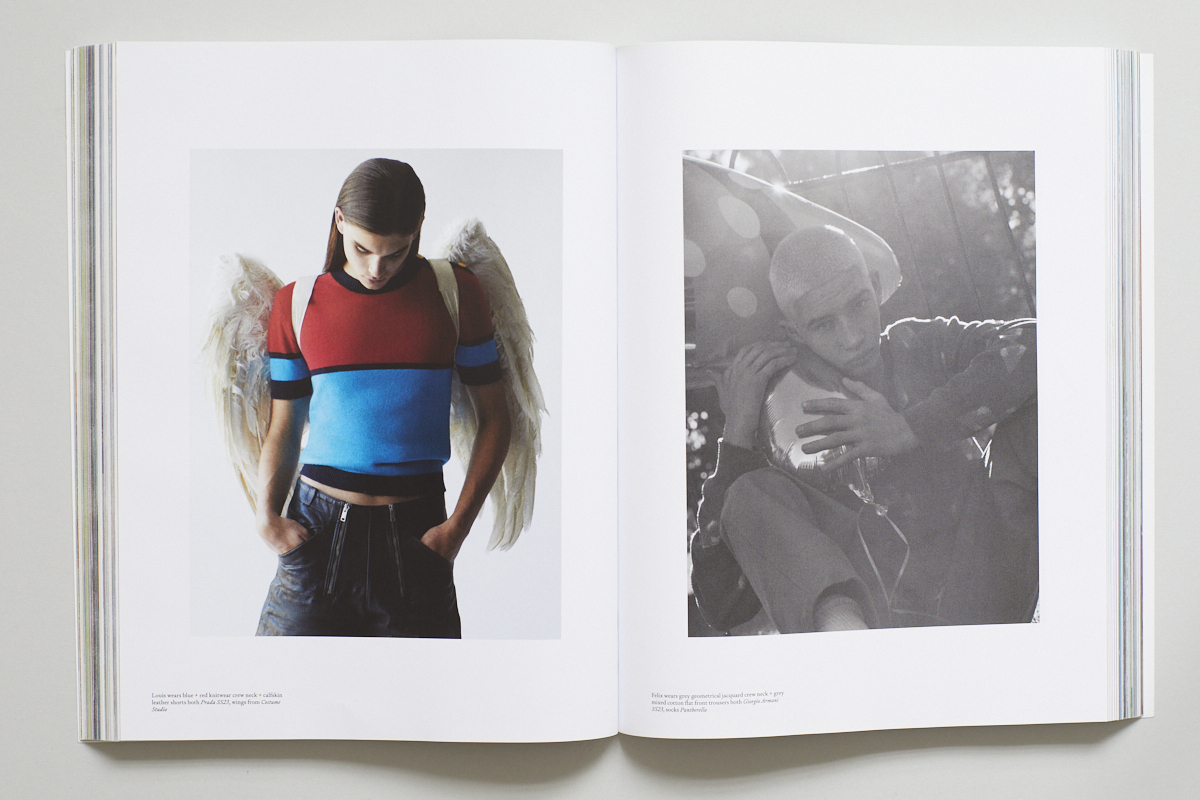 Louis wears blue + red knitwear crew neck + calfskin
leather shorts both Prada SS23, wings from Costume
Studio
Felix wears grey geometrical jacquard crew neck + grey
mixed cotton flat front trousers both Giorgio Armani
SS23, socks Pantherella